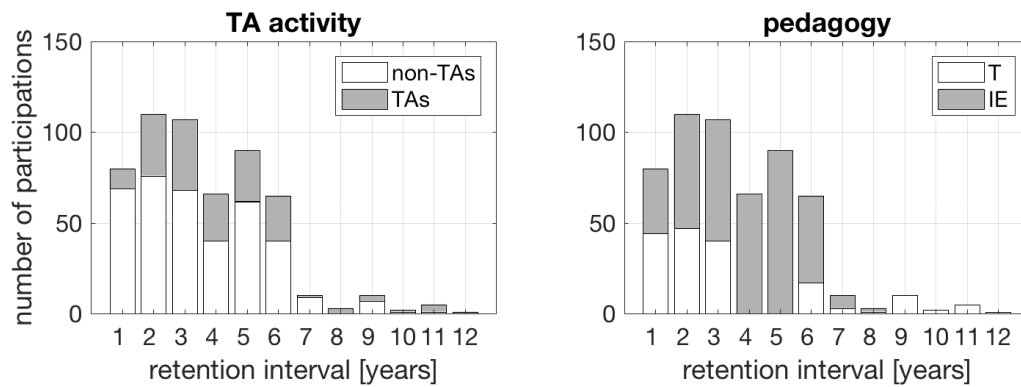 TA activity
number of participations
150
100
50
0
non-TAs
TAs
1 2 3 4 5 6 7 8 9 10 11 12
retention interval [years]
pedagogy
150
100
50
0
T
IE
1 2 3 4 5 6 7 8 9 10 11 12
retention interval [years]